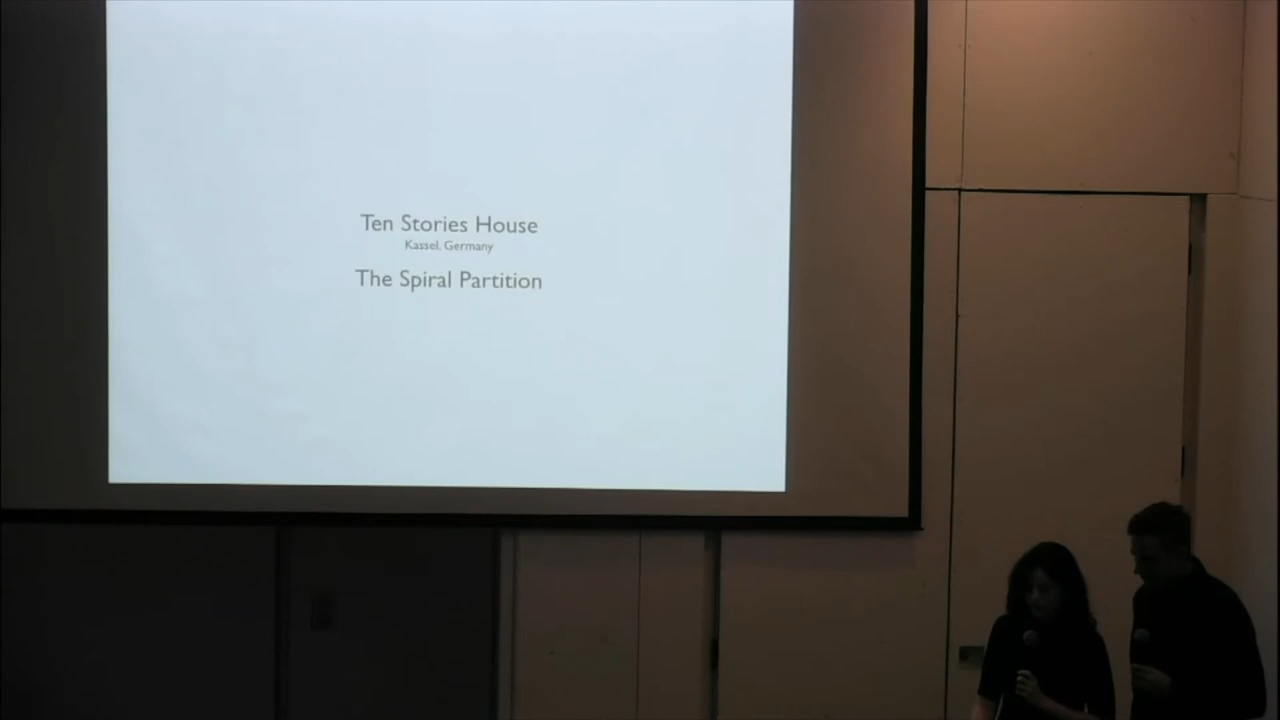 Ten Stories House
Kassel, Germany
The Spiral Partition